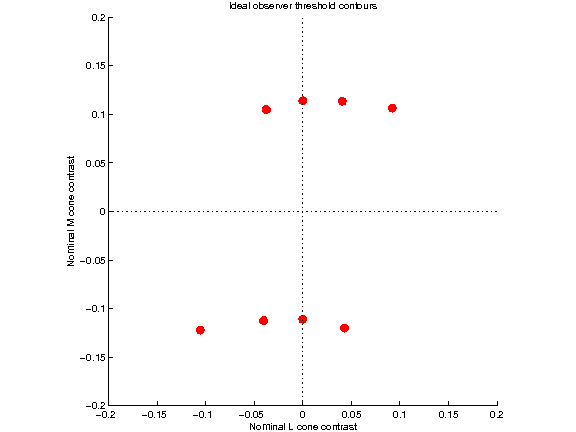 Ideal observer threshold contours
0.2
0.15
0.1
0.05
0
−0.05
−0.1
−0.15
−0.2
Nominal M cone contrast
−0.2 −0.15 −0.1 −0.05 0 0.05 0.1 0.15 0.2
Nominal L cone contrast